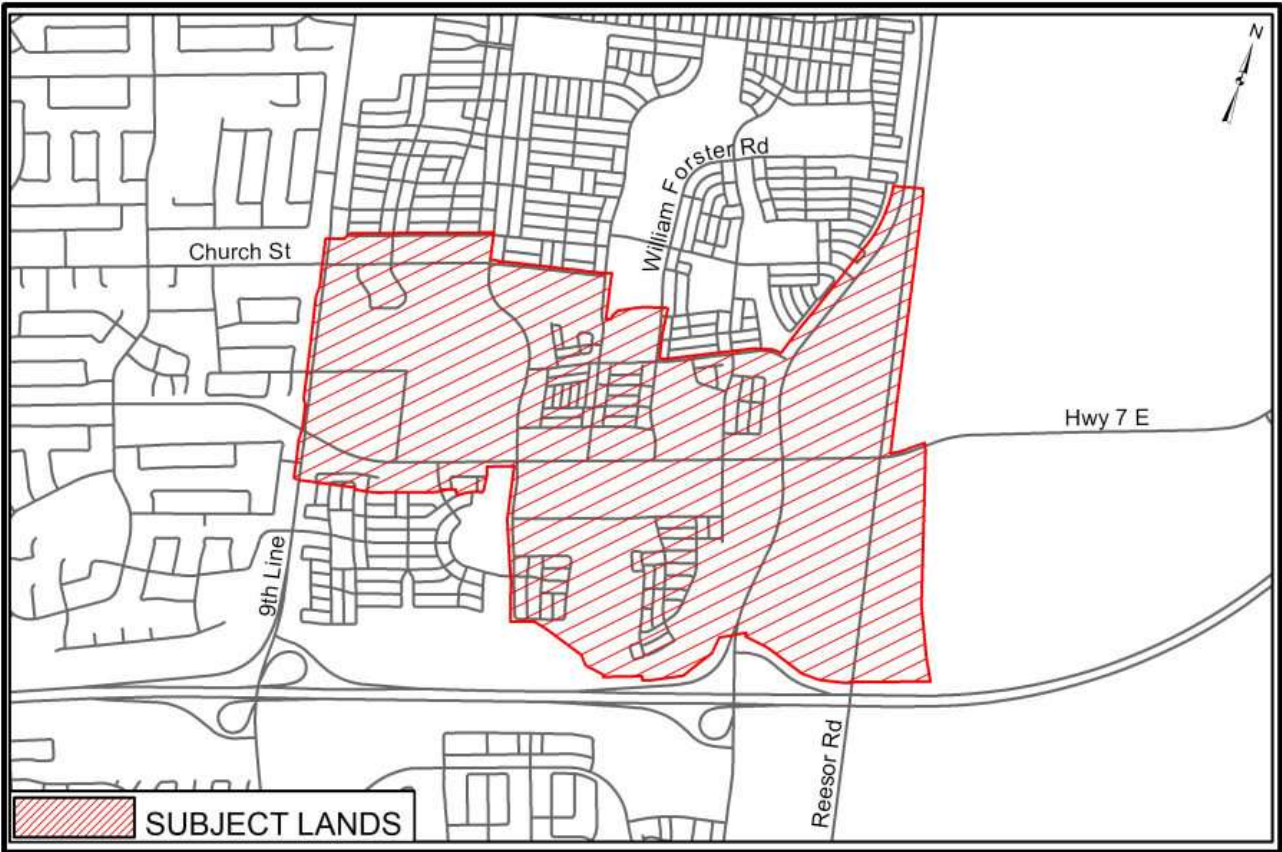 N
William Forster Rd
Church St
Hwy 7 E
9th Line
Reesor Rd
SUBJECT LANDS